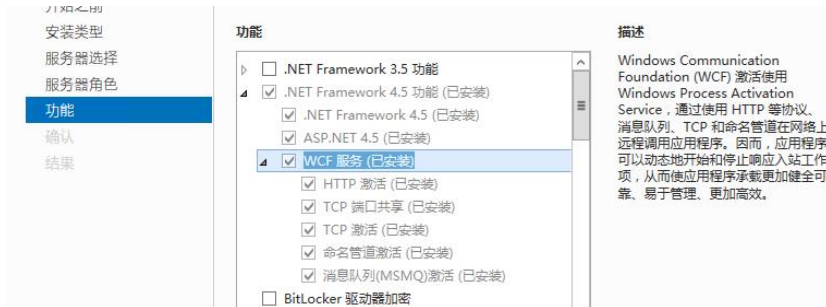 开始之前
安装类型
服务器选择
服务器角色
功能
确认
结果
功能
.NET Framework 3.5 功能
.NET Framework 4.5 功能 (已安装)
.NET Framework 4.5 (已安装)
ASP.NET 4.5 (已安装)
WCF 服务 (已安装)
HTTP 激活 (已安装)
TCP 端口共享 (已安装)
TCP 激活 (已安装)
命名管道激活 (已安装)
消息队列(MSMQ)激活 (已安装)
BitLocker 驱动器加密
描述
Windows Communication
Foundation (WCF) 激活使用
Windows Process Activation
Service，通过使用 HTTP 等协议、
消息队列、TCP 和命名管道在网络上
远程调用应用程序。因而，应用程序
可以动态地开始和停止响应入站工作
项，从而使应用程序承载更加健全可
靠、易于管理、更加高效。